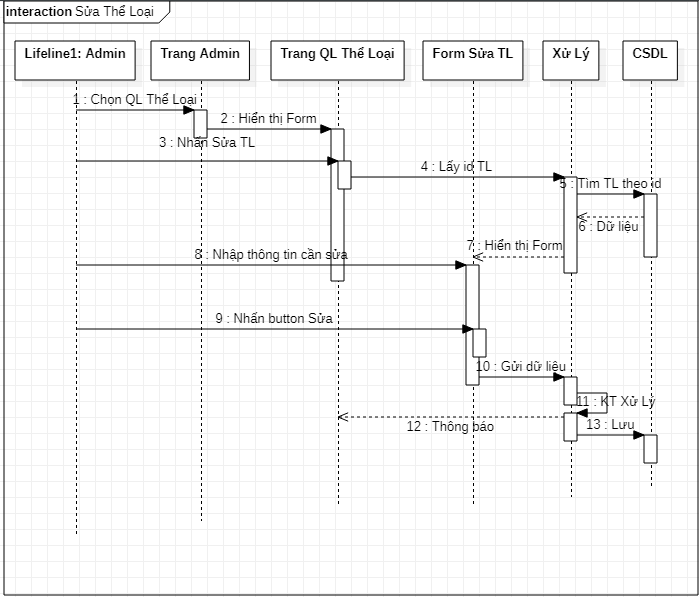 interaction Sửa Thể Loại
Lifeline1: Admin
Trang Admin
Trang QL Thể Loại
Form Sửa TL
Xử Lý
CSDL
1 : Chọn QL Thể Loại
2 : Hiển thị Form
3 : Nhấn Sửa TL
4 : Lấy id TL
5 : Tìm TL theo id
6 : Dữ liệu
7 : Hiển thị Form
8 : Nhập thông tin cần sửa
9 : Nhấn button Sửa
10 : Gửi dữ liệu
11 : KT Xử Lý
12 : Thông báo
13 : Lưu